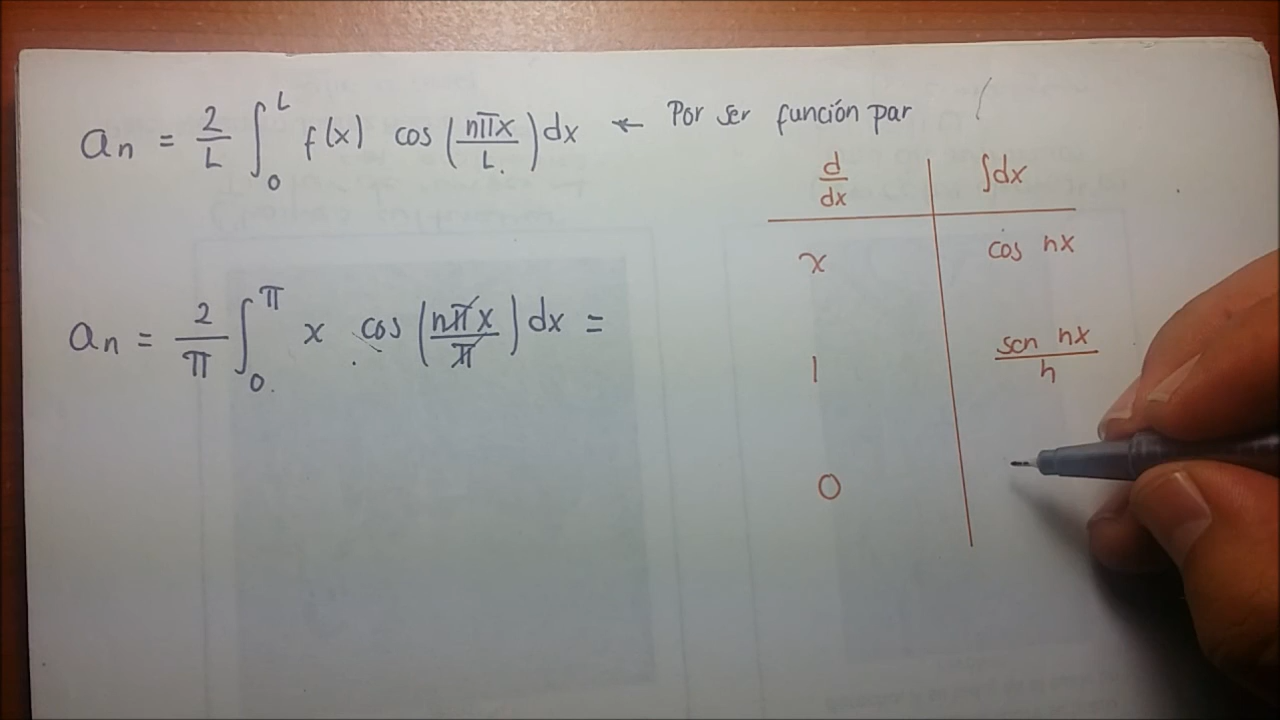 aₙ = 2/L ∫₀ᴸ f(x) cos(nπx/L) dx ← Por ser función par
d/dx ∫dx
x cos nx
aₙ = 2/π ∫₀^π x cos(nπx/π) dx =
1 sen nx/n
0